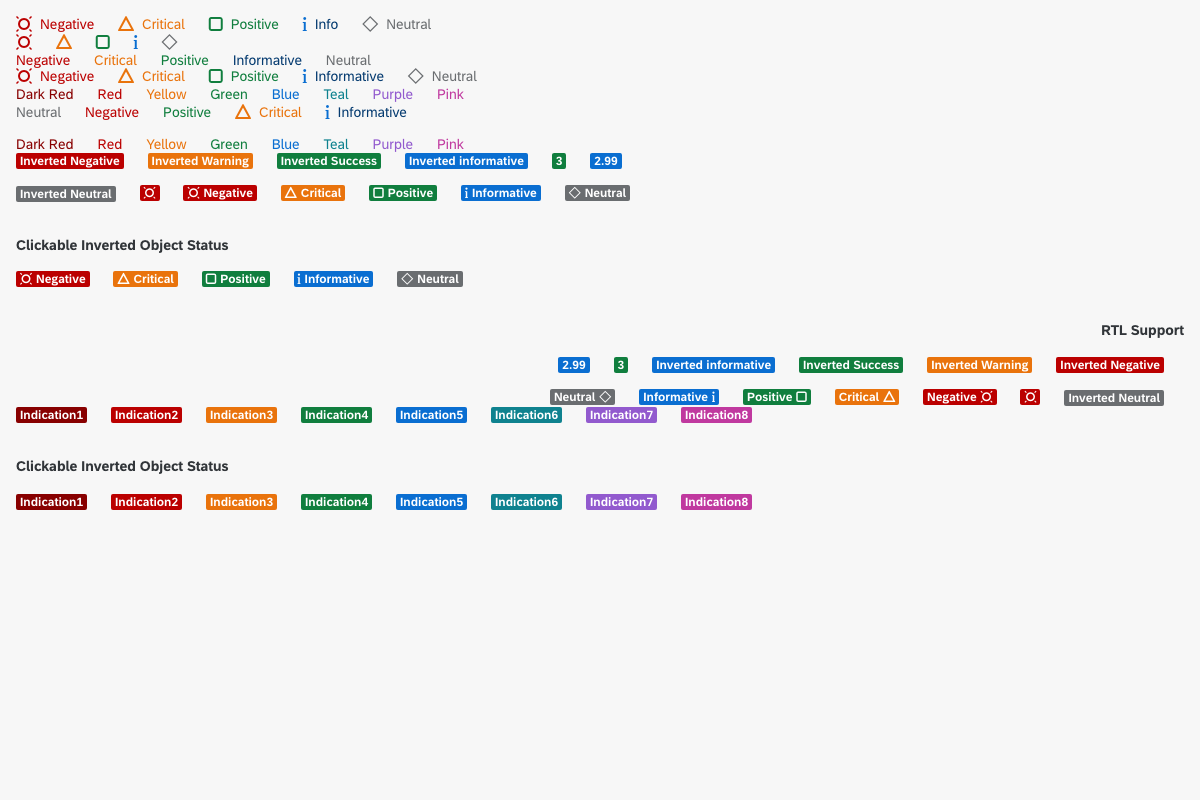 Negative Critical Positive Info Neutral
Negative Critical Positive Informative Neutral
Negative Critical Positive Informative Neutral
Dark Red Red Yellow Green Blue Teal Purple Pink
Neutral Negative Positive Critical Informative
Dark Red Red Yellow Green Blue Teal Purple Pink
Inverted Negative Inverted Warning Inverted Success Inverted informative 3 2.99
Inverted Neutral Negative Critical Positive Informative Neutral
Clickable Inverted Object Status
Negative Critical Positive Informative Neutral
RTL Support
2.99 3 Inverted informative Inverted Success Inverted Warning Inverted Negative
Neutral Informative Positive Critical Negative Inverted Neutral
Indication1 Indication2 Indication3 Indication4 Indication5 Indication6 Indication7 Indication8
Clickable Inverted Object Status
Indication1 Indication2 Indication3 Indication4 Indication5 Indication6 Indication7 Indication8